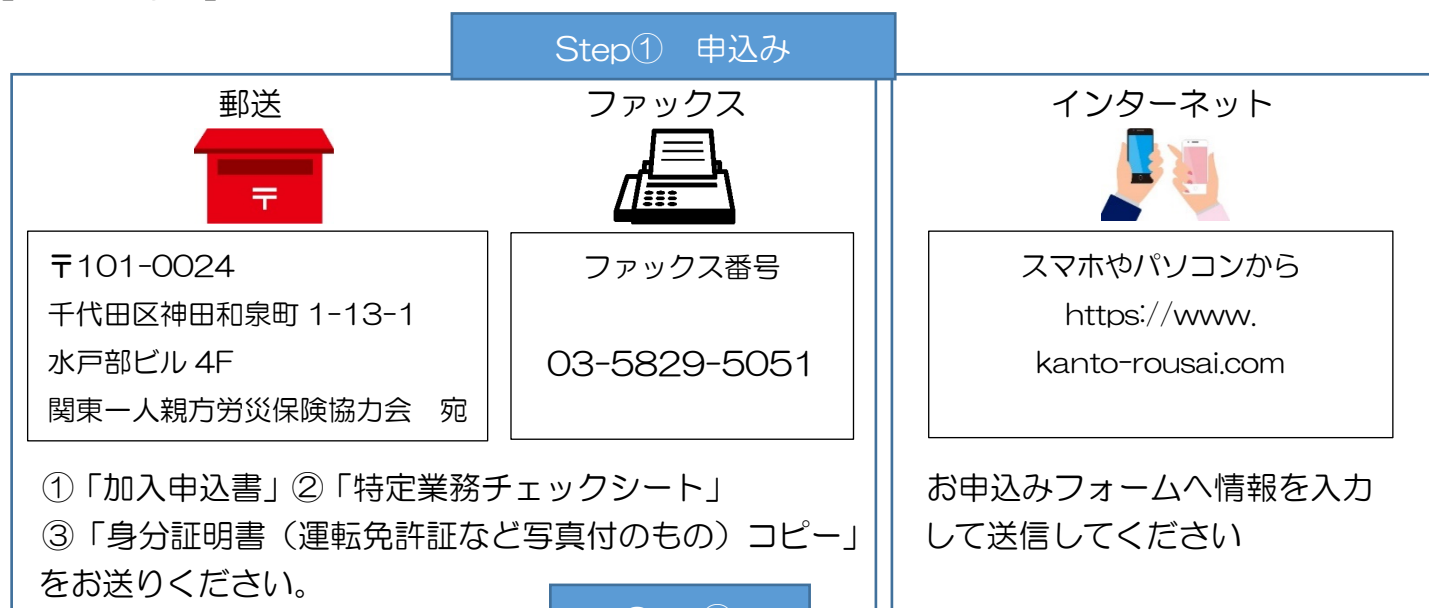 Step① 申込み
郵送
〒
〒101-0024
千代田区神田和泉町 1-13-1
水戸部ビル 4F
関東一人親方労災保険協力会 宛
ファックス
ファックス番号
03-5829-5051
①「加入申込書」②「特定業務チェックシート」
③「身分証明書（運転免許証など写真付のもの）コピー」
をお送りください。
インターネット
スマホやパソコンから
https://www.
kanto-rousai.com
お申込みフォームへ情報を入力
して送信してください